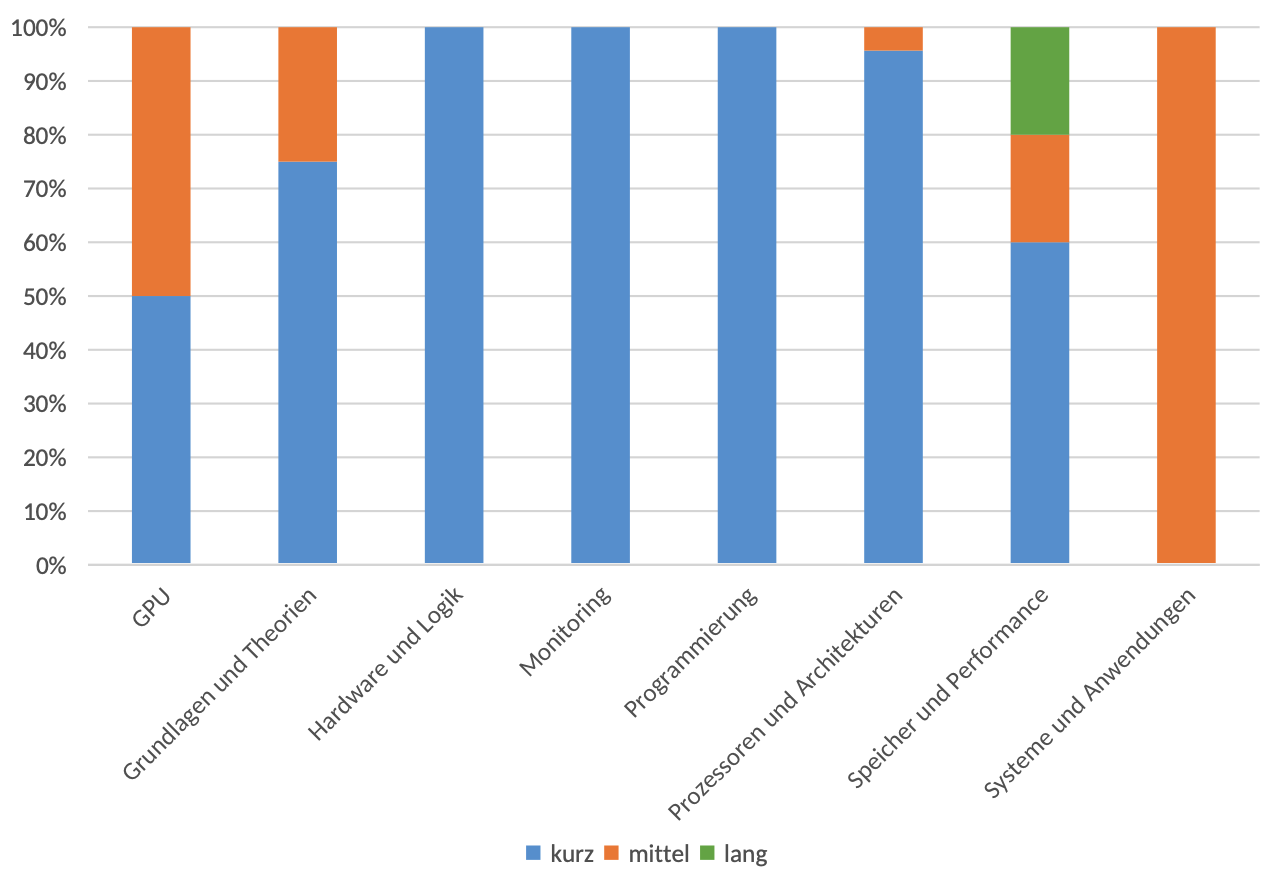 100%
90%
80%
70%
60%
50%
40%
30%
20%
10%
0%
GPU
Grundlagen und Theorien
Hardware und Logik
Monitoring
Programmierung
Prozessoren und Architekturen
Speicher und Performance
Systeme und Anwendungen
kurz mittel lang